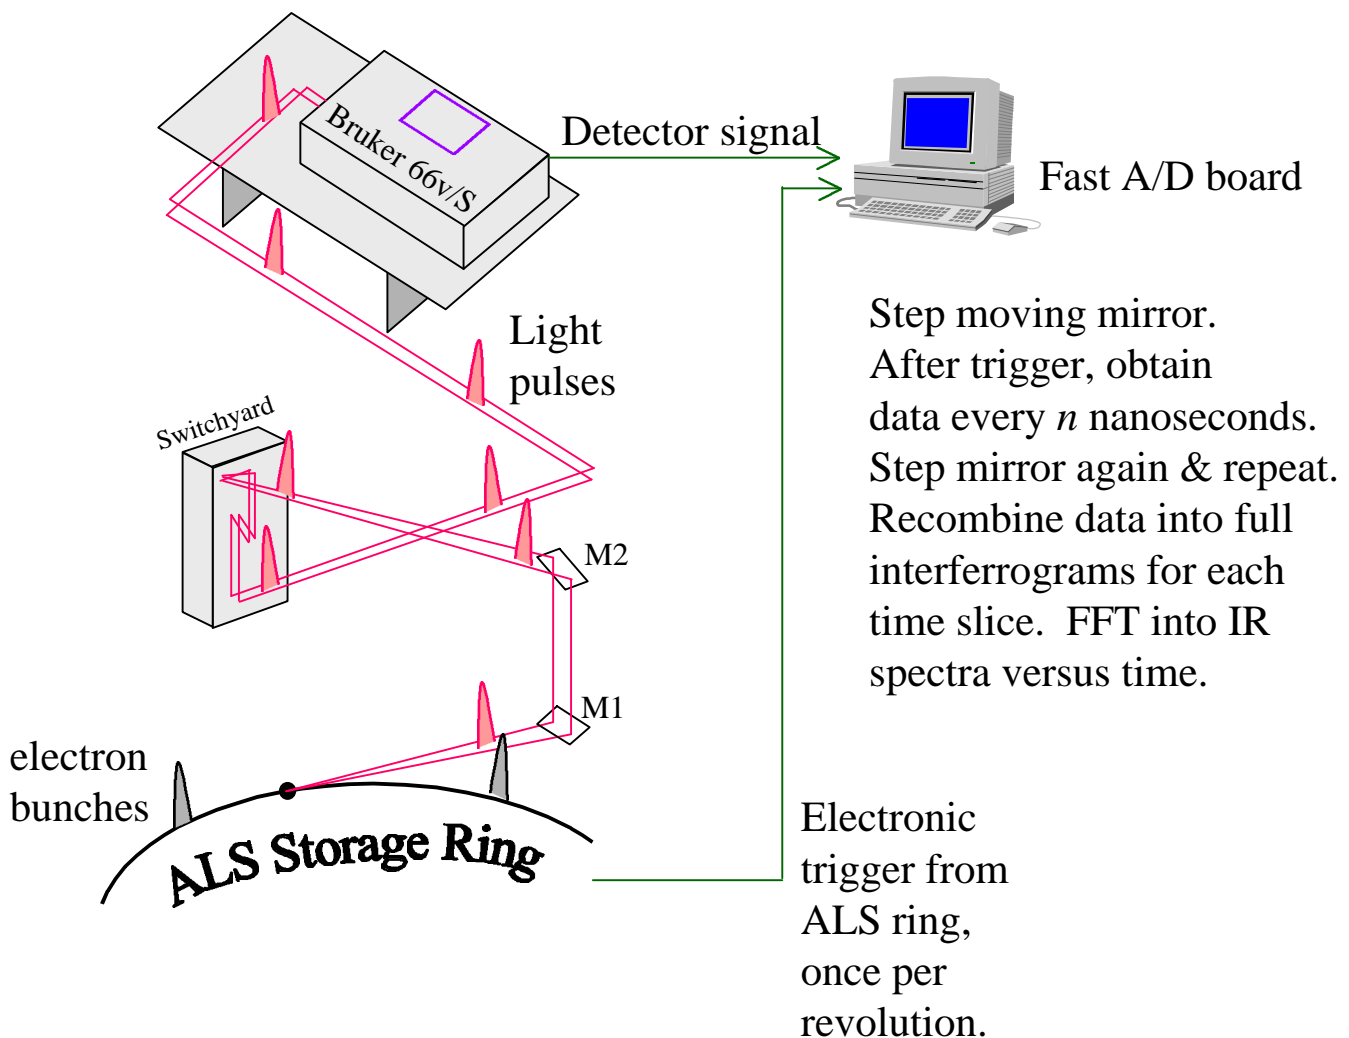 Bruker 66v/S
Detector signal
Fast A/D board
Light
pulses
Switchyard
M2
M1
electron
bunches
ALS Storage Ring
Step moving mirror.
After trigger, obtain
data every n nanoseconds.
Step mirror again & repeat.
Recombine data into full
interferrograms for each
time slice.  FFT into IR
spectra versus time.
Electronic
trigger from
ALS ring,
once per
revolution.